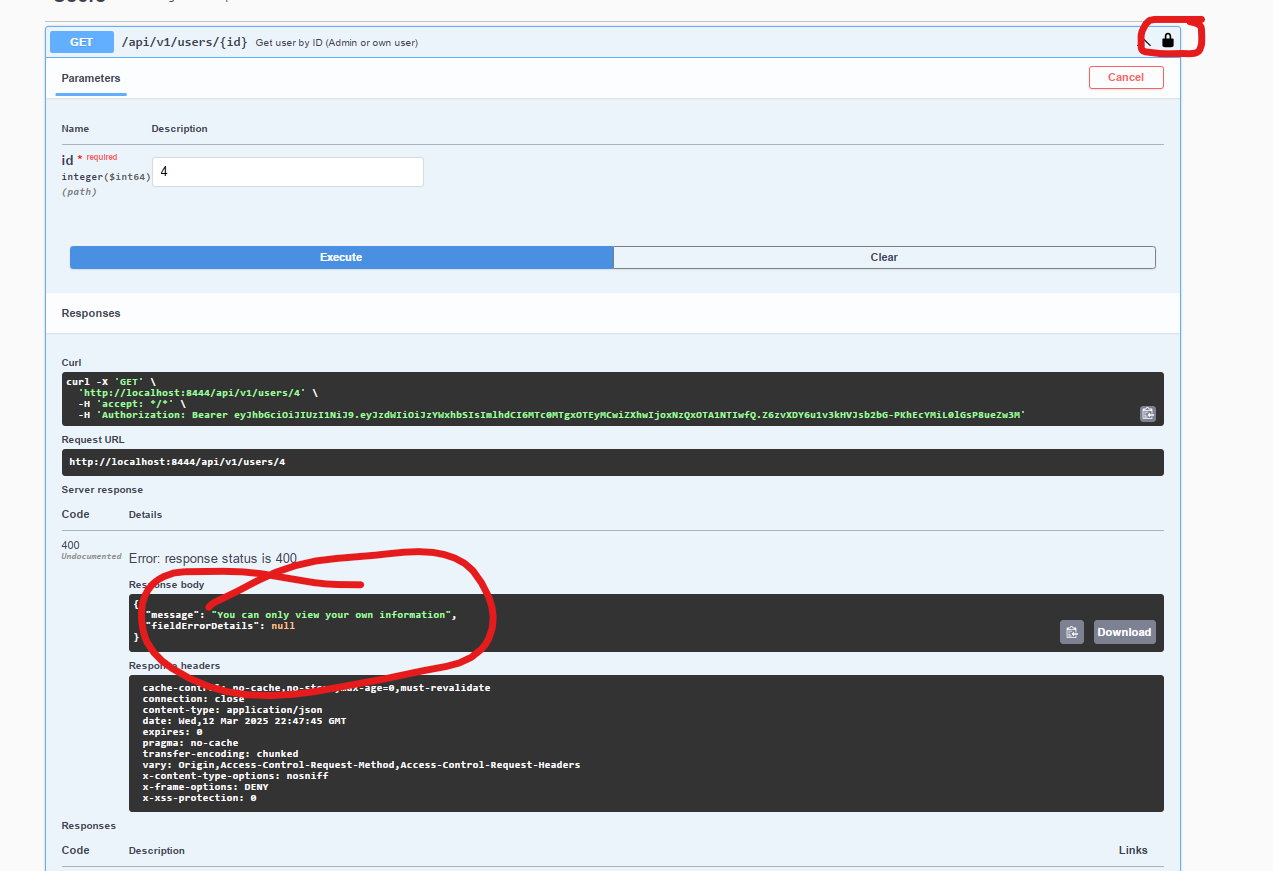 GET /api/v1/users/{id} Get user by ID (Admin or own user)
Parameters
Cancel
Name Description
id * required
integer($int64)
(path)
4
Execute
Clear
Responses
Curl
curl -X 'GET' \
'http://localhost:8444/api/v1/users/4' \
-H 'accept: */*' \
-H 'Authorization: Bearer eyJhbGciOiJIUzI1NiJ9.eyJzdWIiOiJzYWxhbSIsImlhdCI6MTc0MTgxOTEyMCwiZXhwIjoxNzQxOTA1NTIwfQ.Z6zvXDY6u1v3kHVJsb2bG-PKhEcYMiL0lGsP8ueZw3M'
Request URL
http://localhost:8444/api/v1/users/4
Server response
Code Details
400
Undocumented
Error: response status is 400
Response body
{
"message": "You can only view your own information",
"fieldErrorDetails": null
}
Download
Response headers
cache-control: no-cache,no-store,max-age=0,must-revalidate
connection: close
content-type: application/json
date: Wed,12 Mar 2025 22:47:45 GMT
expires: 0
pragma: no-cache
transfer-encoding: chunked
vary: Origin,Access-Control-Request-Method,Access-Control-Request-Headers
x-content-type-options: nosniff
x-frame-options: DENY
x-xss-protection: 0
Responses
Code Description Links